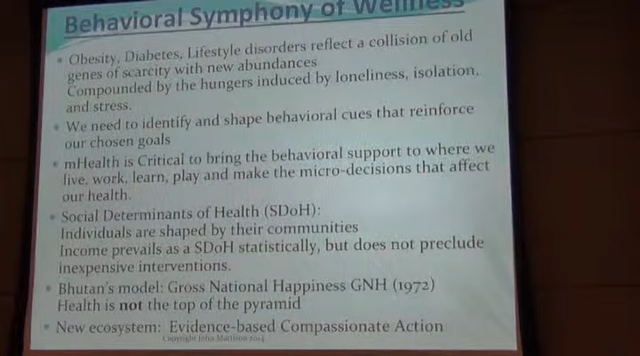 Behavioral Symphony of Wellness
• Obesity, Diabetes, Lifestyle disorders reflect a collision of old
genes of scarcity with new abundances
Compounded by the hungers induced by loneliness, isolation,
and stress.
• We need to identify and shape behavioral cues that reinforce
our chosen goals
• mHealth is Critical to bring the behavioral support to where we
live, work, learn, play and make the micro-decisions that affect
our health.
• Social Determinants of Health (SDoH):
Individuals are shaped by their communities
Income prevails as a SDoH statistically, but does not preclude
inexpensive interventions.
• Bhutan's model: Gross National Happiness GNH (1972)
Health is not the top of the pyramid
• New ecosystem: Evidence-based Compassionate Action
Copyright John Mattison 2014